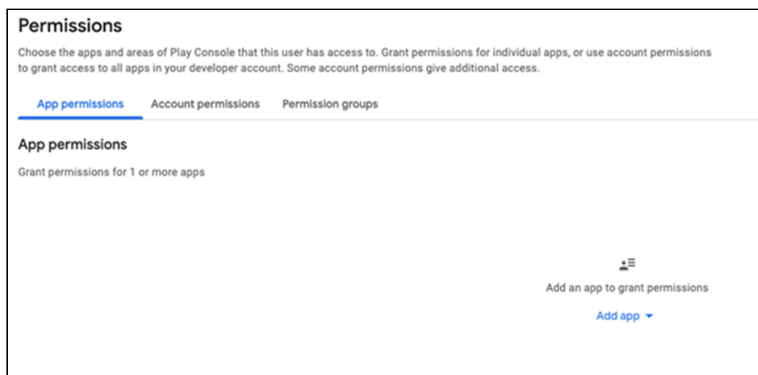 Permissions
Choose the apps and areas of Play Console that this user has access to. Grant permissions for individual apps, or use account permissions
to grant access to all apps in your developer account. Some account permissions give additional access.
App permissions Account permissions Permission groups
App permissions
Grant permissions for 1 or more apps
Add an app to grant permissions
Add app